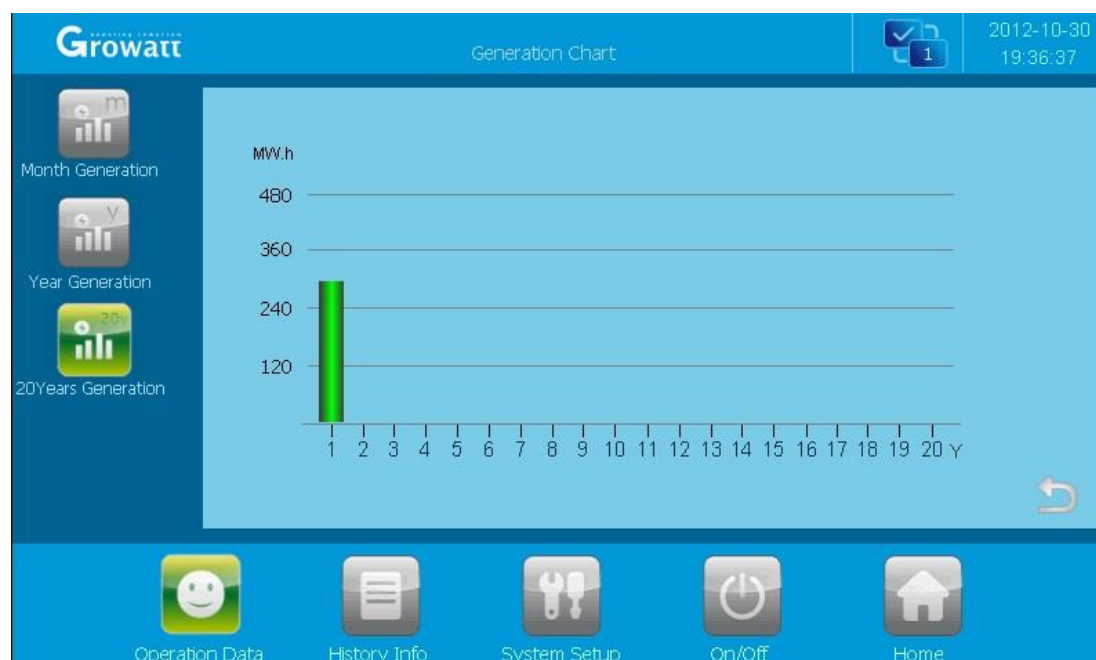 Growatt
Generation Chart
1
2012-10-30
19:36:37
m
Month Generation
y
Year Generation
20y
20Years Generation
MW.h
480
360
240
120
1 2 3 4 5 6 7 8 9 10 11 12 13 14 15 16 17 18 19 20 Y
Operation Data
History Info
System Setup
On/Off
Home